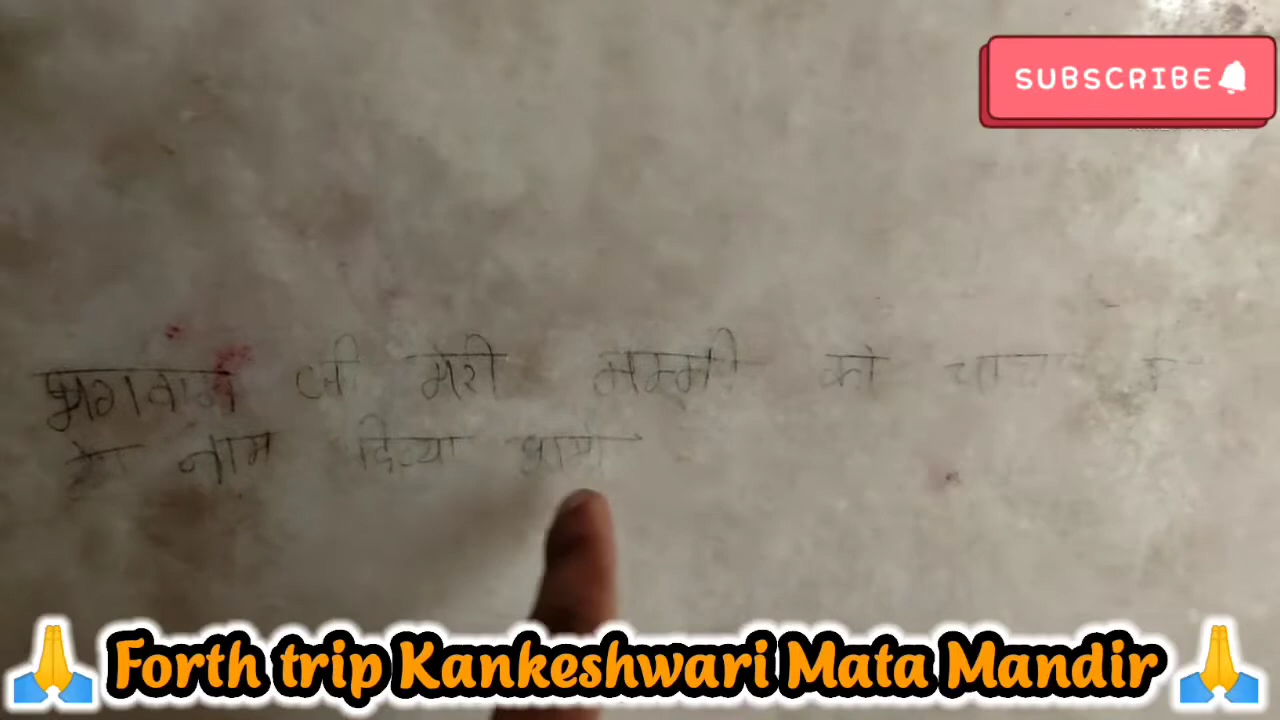 SUBSCRIBE
भगवान जी मेरी मम्मी को
नाम दिव्या
Forth trip Kankeshwari Mata Mandir